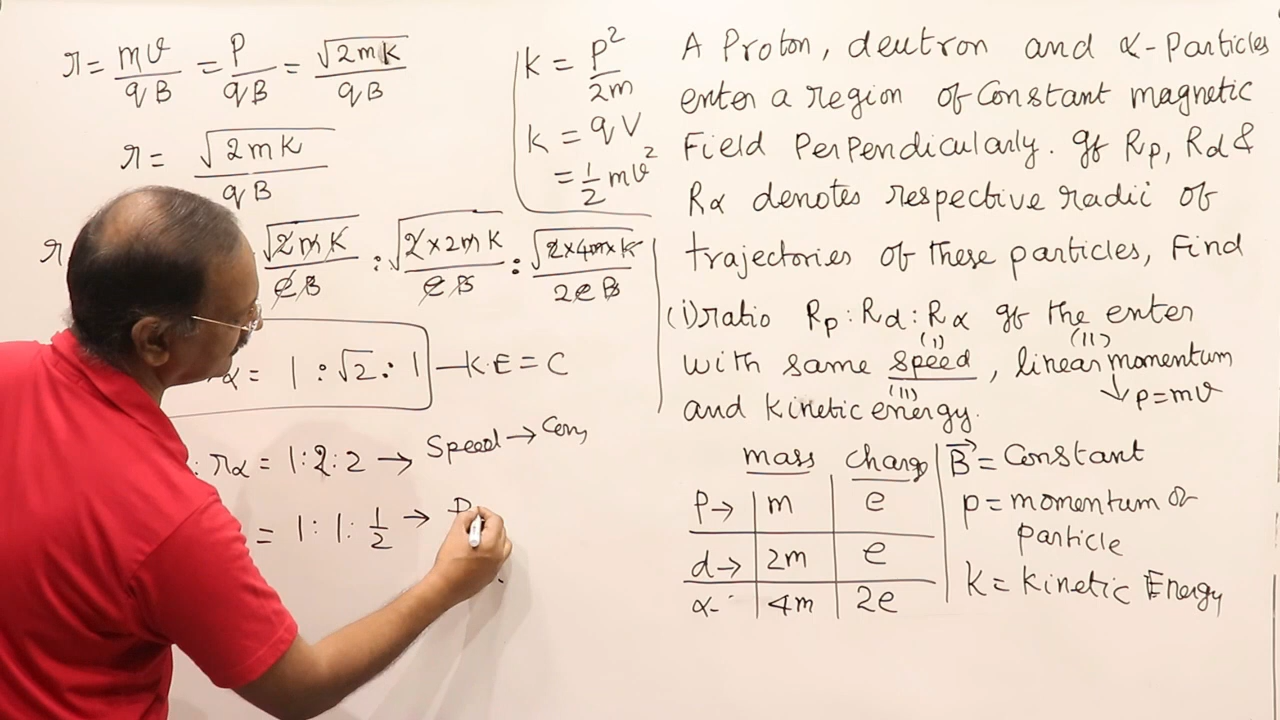 r = mv/qB = P/qB = √2mK/qB
r = √2mK/qB
r √2mK/eB : √2×2mK/eB : √2×4m×K/2eB
α = 1 : √2 : 1 — K.E = C
: rα = 1:2:2 → Speed → Con,
= 1:1:1/2 → P
K = P²/2m
K = qV
= 1/2 mv²
A Proton, deutron and α-Particles
enter a region of Constant magnetic
Field Perpendicularly. If Rp, Rd &
Rα denotes respective radii of
trajectories of these particles, Find
(i) ratio Rp : Rd : Rα If the enter
(i) (II)
with same speed, linear momentum
(III) ↓ p=mv
and Kinetic energy.
mass charg
P→ m e
d→ 2m e
α- 4m 2e
B⃗ = Constant
p = momentum of
particle
K = Kinetic Energy